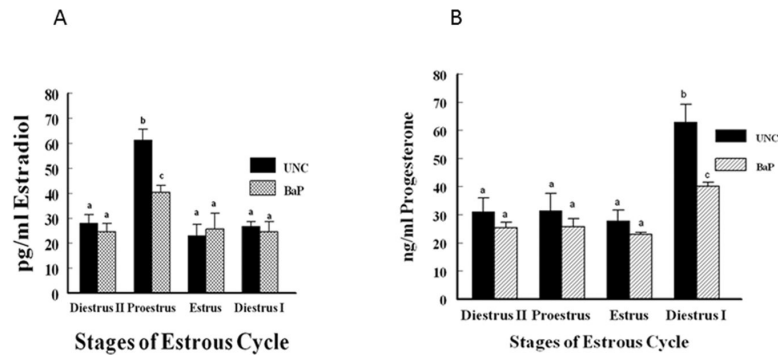 A
pg/ml Estradiol
80
70
60
50
40
30
20
10
0
a
a
b
c
a
a
a
a
UNC
BaP
Diestrus II Proestrus Estrus Diestrus I
Stages of Estrous Cycle
B
ng/ml Progesterone
80
70
60
50
40
30
20
10
0
a
a
a
a
a
a
b
c
UNC
BaP
Diestrus II Proestrus Estrus Diestrus I
Stages of Estrous Cycle